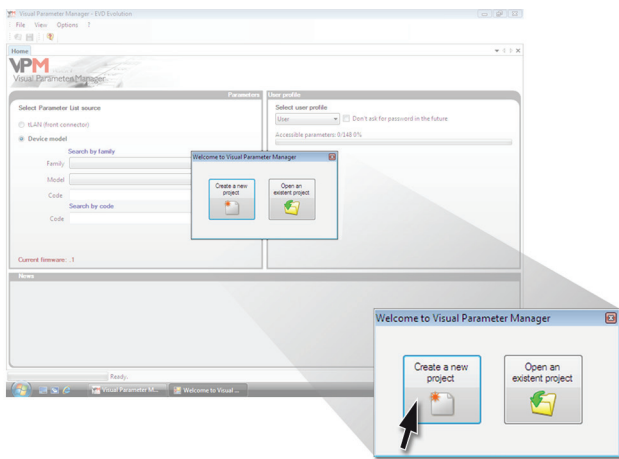 Visual Parameter Manager - EVD Evolution
File View Options ?
Home
VPM
Visual Parameter Manager
Parameters
User profile
Select Parameter List source
tLAN (front connector)
Device model
Search by family
Family
Model
Code
Search by code
Code
Current firmware: .1
Select user profile
User
Don't ask for password in the future
Accessible parameters: 0/148 0%
Welcome to Visual Parameter Manager
Create a new
project
Open an
existent project
News
Ready.
Visual Parameter M...
Welcome to Visual ...
Welcome to Visual Parameter Manager
Create a new
project
Open an
existent project